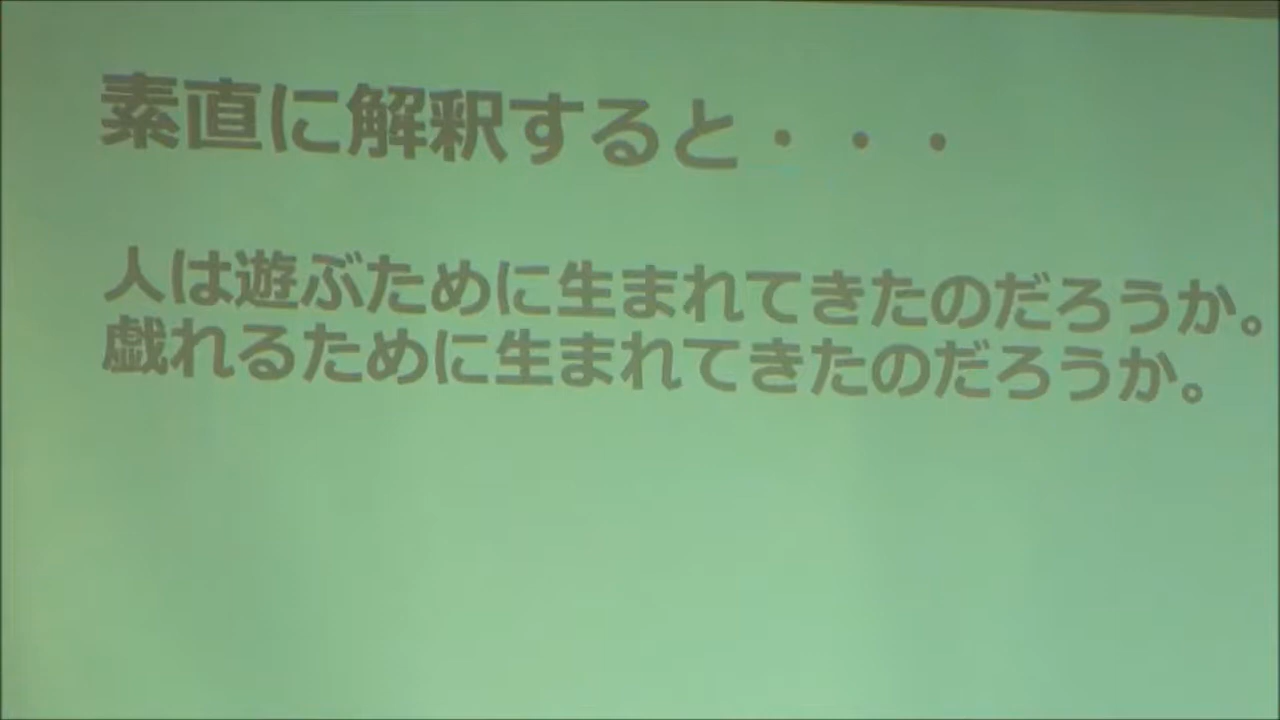 素直に解釈すると・・・
人は遊ぶために生まれてきたのだろうか。
戯れるために生まれてきたのだろうか。